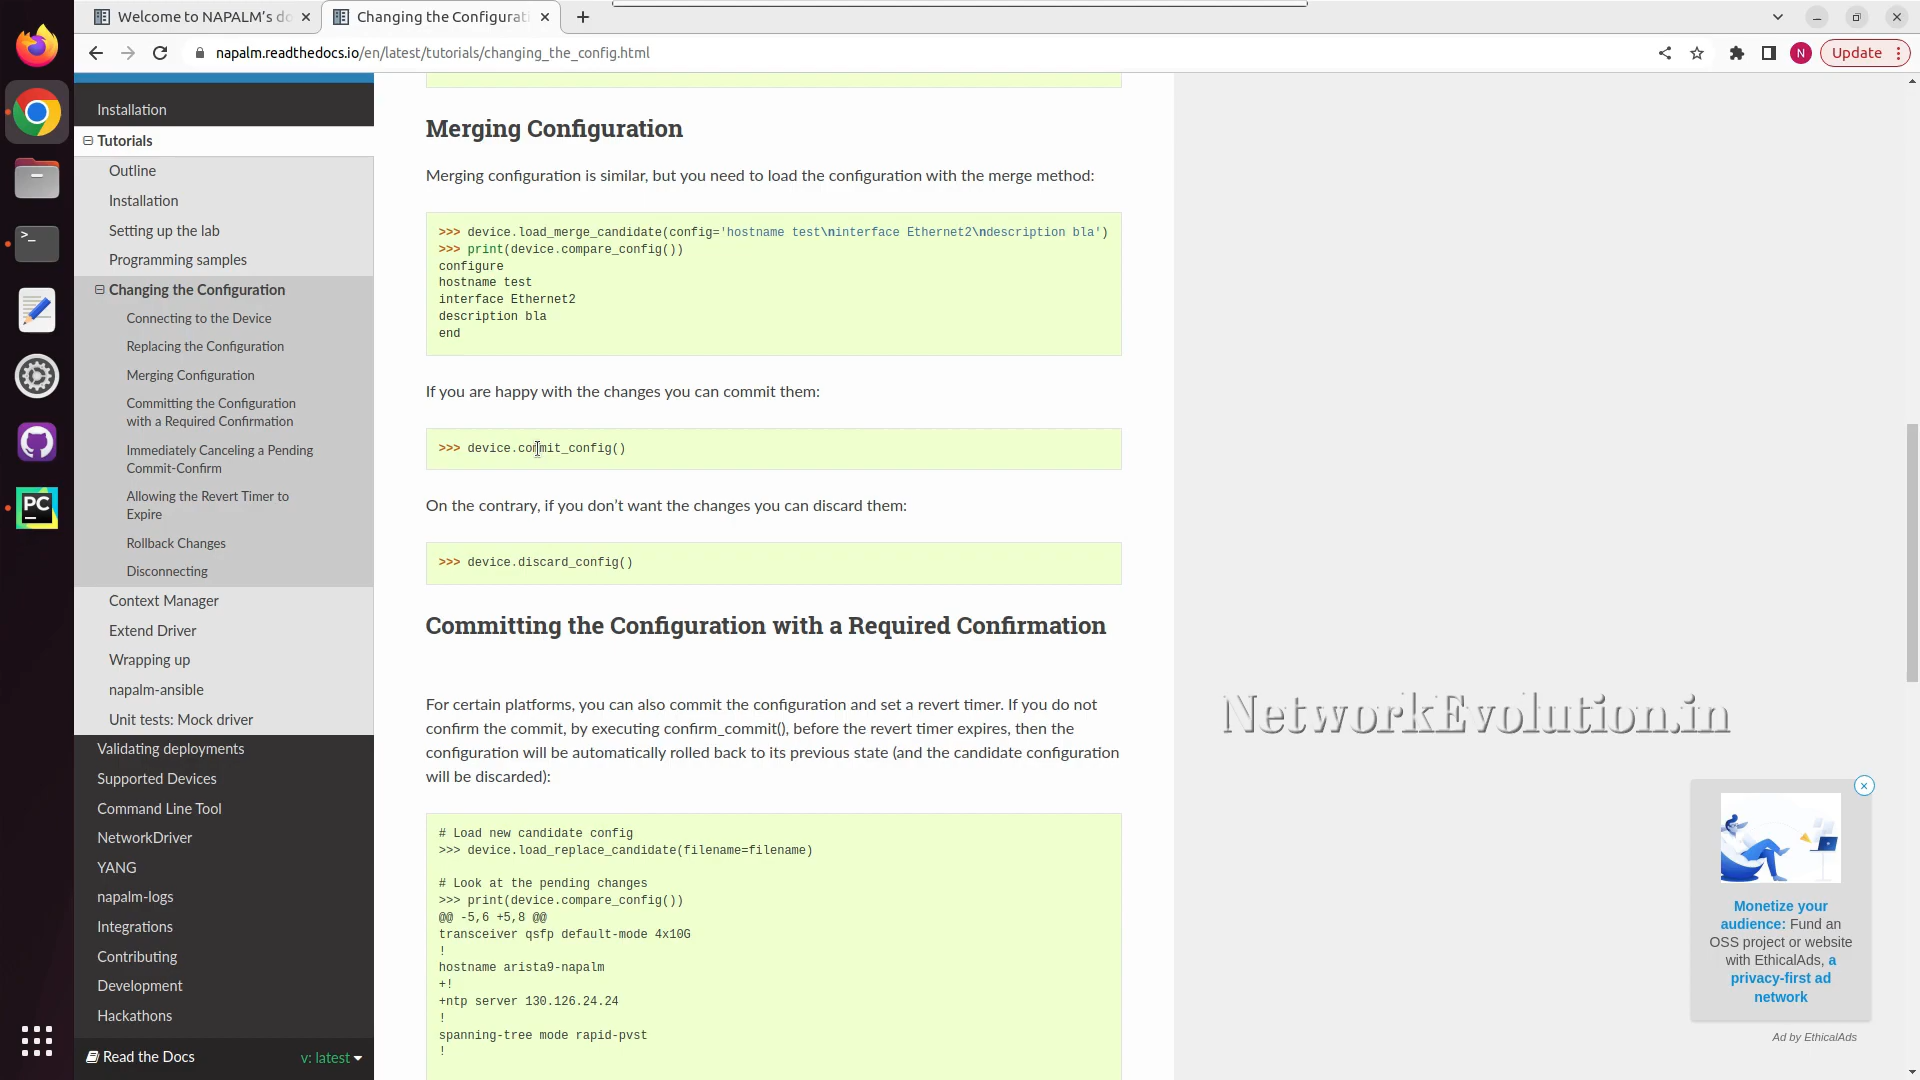 Welcome to NAPALM's do
Changing the Configurati
napalm.readthedocs.io/en/latest/tutorials/changing_the_config.html
N
Update
Installation
Tutorials
Outline
Installation
Setting up the lab
Programming samples
Changing the Configuration
Connecting to the Device
Replacing the Configuration
Merging Configuration
Committing the Configuration
with a Required Confirmation
Immediately Canceling a Pending
Commit-Confirm
Allowing the Revert Timer to
Expire
Rollback Changes
Disconnecting
Context Manager
Extend Driver
Wrapping up
napalm-ansible
Unit tests: Mock driver
Validating deployments
Supported Devices
Command Line Tool
NetworkDriver
YANG
napalm-logs
Integrations
Contributing
Development
Hackathons
Read the Docs
v: latest
PC
Merging Configuration
Merging configuration is similar, but you need to load the configuration with the merge method:
>>> device.load_merge_candidate(config='hostname test\ninterface Ethernet2\ndescription bla')
>>> print(device.compare_config())
configure
hostname test
interface Ethernet2
description bla
end
If you are happy with the changes you can commit them:
>>> device.commit_config()
On the contrary, if you don't want the changes you can discard them:
>>> device.discard_config()
Committing the Configuration with a Required Confirmation
For certain platforms, you can also commit the configuration and set a revert timer. If you do not
confirm the commit, by executing confirm_commit(), before the revert timer expires, then the
configuration will be automatically rolled back to its previous state (and the candidate configuration
will be discarded):
# Load new candidate config
>>> device.load_replace_candidate(filename=filename)
# Look at the pending changes
>>> print(device.compare_config())
@@ -5,6 +5,8 @@
transceiver qsfp default-mode 4x10G
!
hostname arista9-napalm
+!
+ntp server 130.126.24.24
!
spanning-tree mode rapid-pvst
!
NetworkEvolution.in
Monetize your
audience: Fund an
OSS project or website
with EthicalAds, a
privacy-first ad
network
Ad by EthicalAds